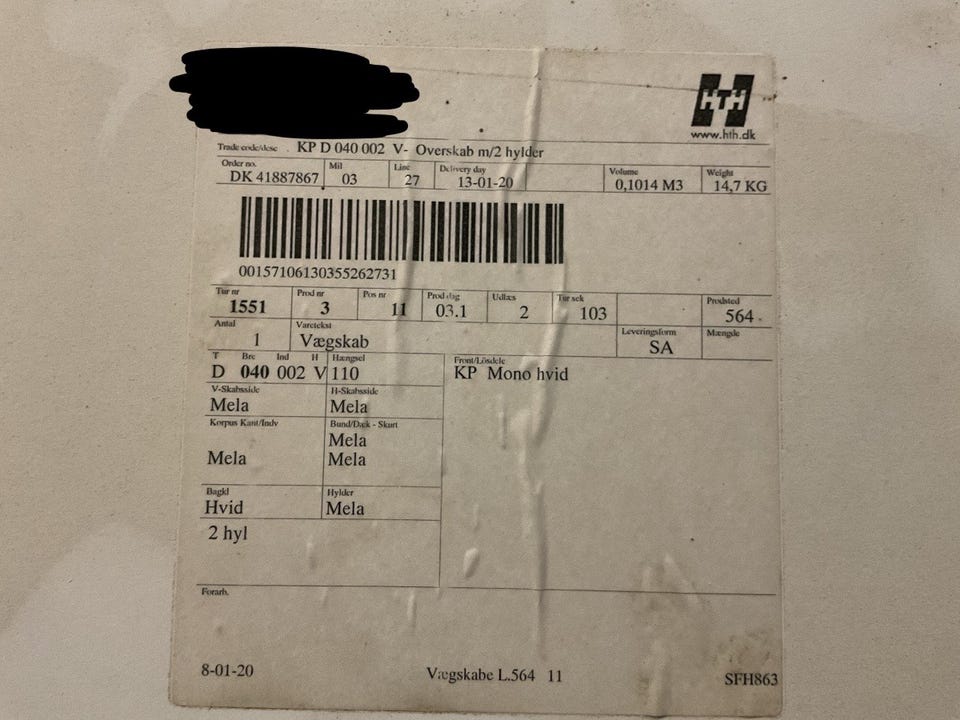 HTH
www.hth.dk
Trade code/desc KP D 040 002 V- Overskab m/2 hylder
Order no. Mil Line Delivery day Volume Weight
DK 41887867 03 27 13-01-20 0,1014 M3 14,7 KG
00157106130355262731
Tur nr Prod nr Pos nr Prod dag Udlæs Tur sek Prodsted
1551 3 11 03.1 2 103 564
Antal Varetekst Leveringsform Mængde
1 Vægskab SA
T Bre Ind H Hængsel Front/Lösdele
D 040 002 V 110 KP Mono hvid
V-Skabsside H-Skabsside
Mela Mela
Korpus Kant/Indv Bund/Dæk - Skurt
Mela
Mela Mela
Bagkl Hylder
Hvid Mela
2 hyl
Forarb.
8-01-20 Vægskabe L.564 11 SFH863